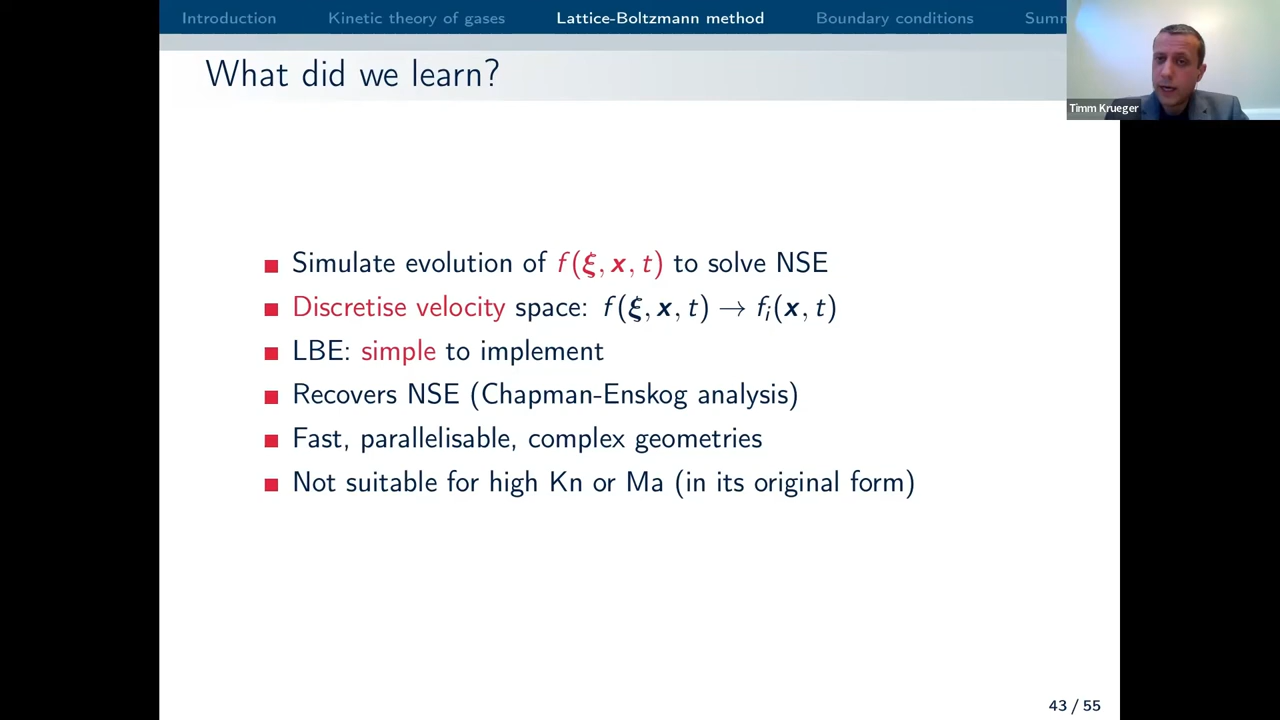 Introduction Kinetic theory of gases Lattice-Boltzmann method Boundary conditions Summ
What did we learn?
Timm Krueger
Simulate evolution of f(ξ, x, t) to solve NSE
Discretise velocity space: f(ξ, x, t) → fᵢ(x, t)
LBE: simple to implement
Recovers NSE (Chapman-Enskog analysis)
Fast, parallelisable, complex geometries
Not suitable for high Kn or Ma (in its original form)
43 / 55